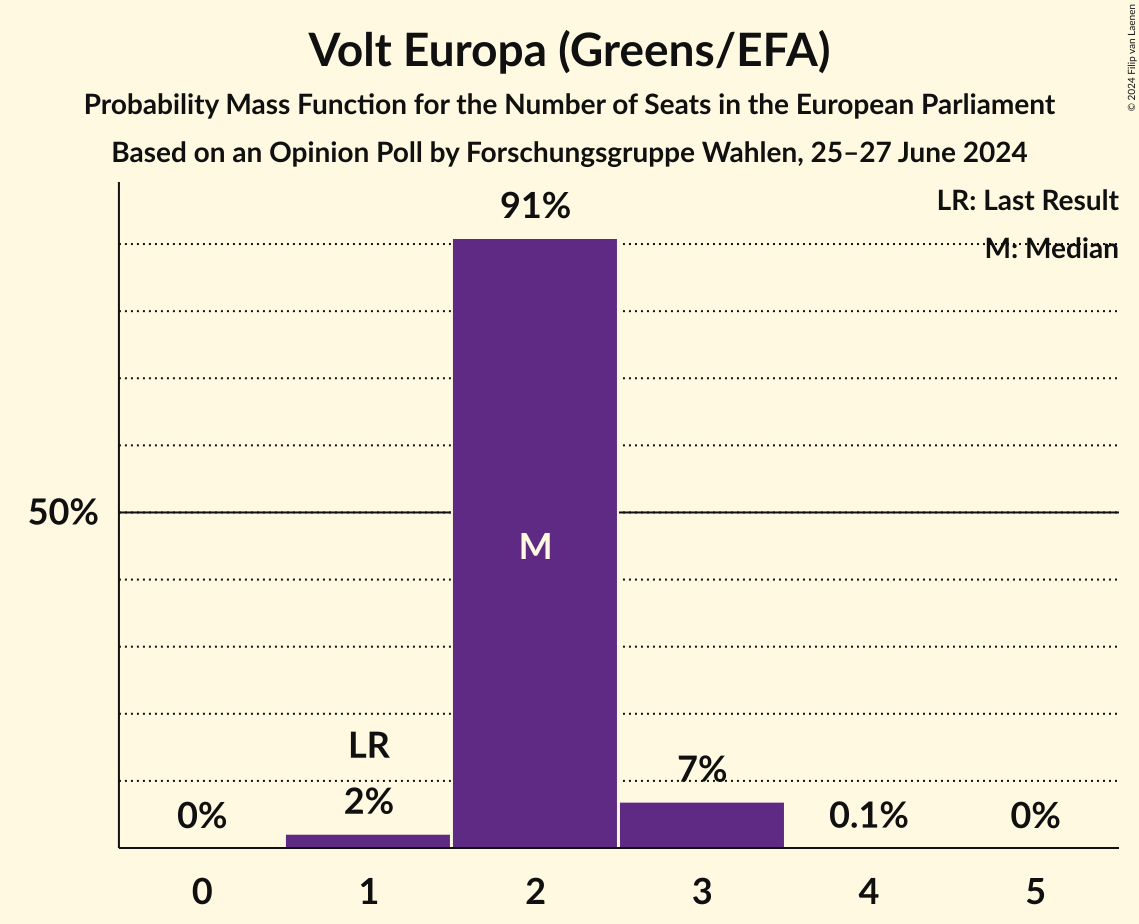 Volt Europa (Greens/EFA)
Probability Mass Function for the Number of Seats in the European Parliament
Based on an Opinion Poll by Forschungsgruppe Wahlen, 25–27 June 2024
© 2024 Filip van Laenen
LR: Last Result
M: Median
91%
50%
M
LR
7%
0%
2%
0.1%
0%
0
1
2
3
4
5